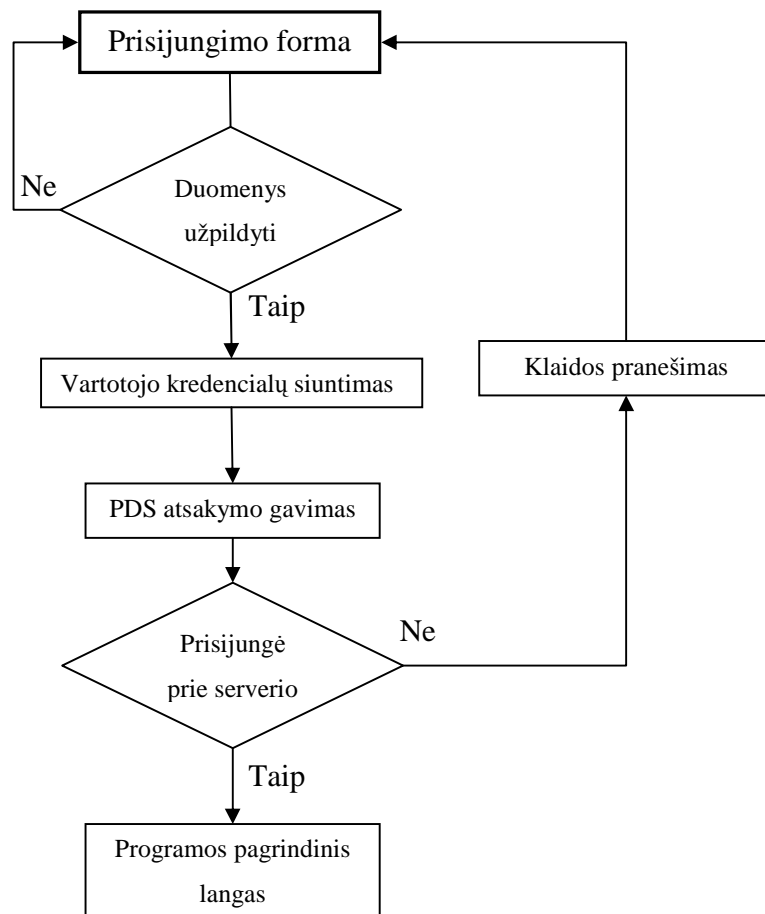 Prisijungimo forma
Ne
Duomenys
užpildyti
Taip
Vartotojo kredencialų siuntimas
Klaidos pranešimas
PDS atsakymo gavimas
Prisijungė
prie serverio
Ne
Taip
Programos pagrindinis
langas